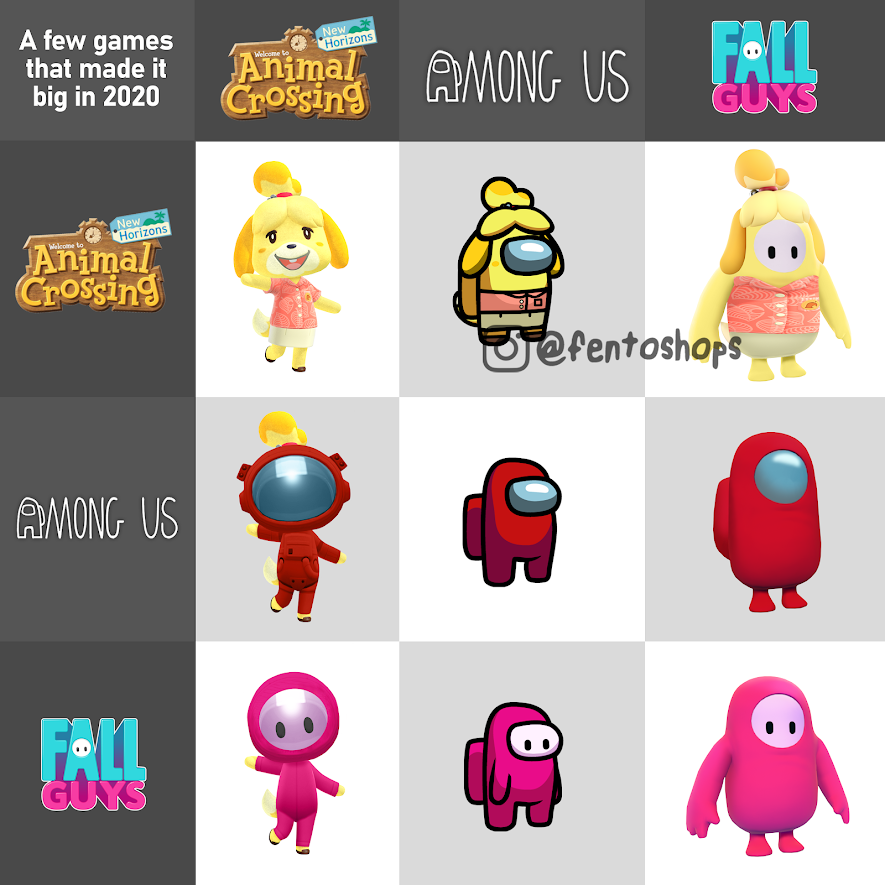 A few games
that made it
big in 2020
Welcome to
New
Horizons
Animal
Crossing
AMONG US
FALL
GUYS
Welcome to
New
Horizons
Animal
Crossing
@fentoshops
AMONG US
FALL
GUYS